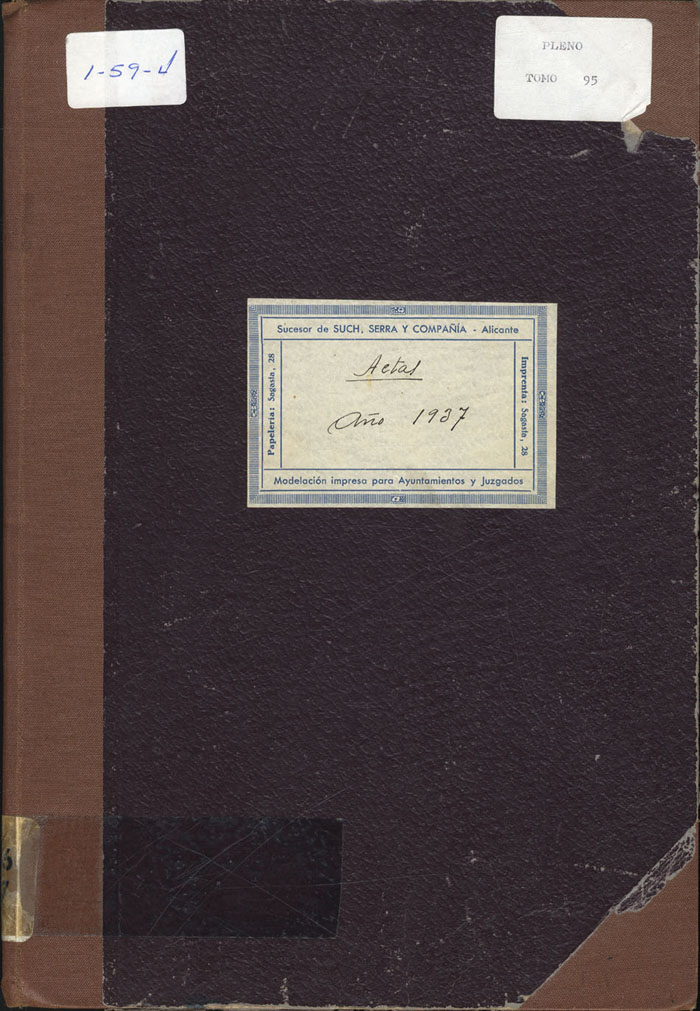 1-59-4
PLENO
TOMO 95
Sucesor de SUCH, SERRA Y COMPAÑÍA - Alicante
Papelería: Sagasta, 28
Actas
Año 1937
Imprenta: Sagasta, 28
Modelación impresa para Ayuntamientos y Juzgados